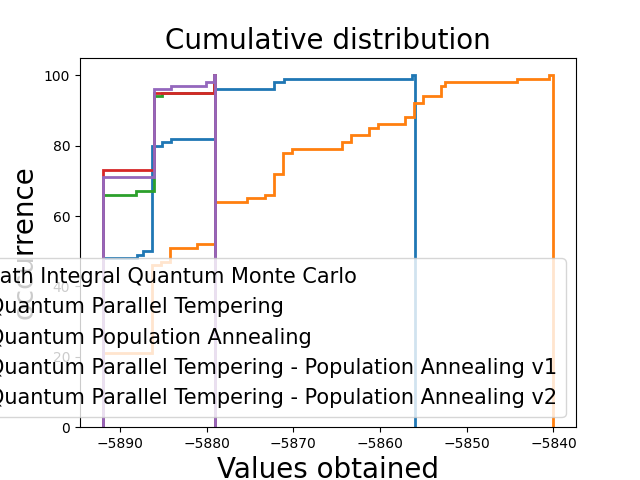 Cumulative distribution
100
80
60
40
20
0
occurrence
ath Integral Quantum Monte Carlo
Quantum Parallel Tempering
Quantum Population Annealing
Quantum Parallel Tempering - Population Annealing v1
Quantum Parallel Tempering - Population Annealing v2
−5890 −5880 −5870 −5860 −5850 −5840
Values obtained